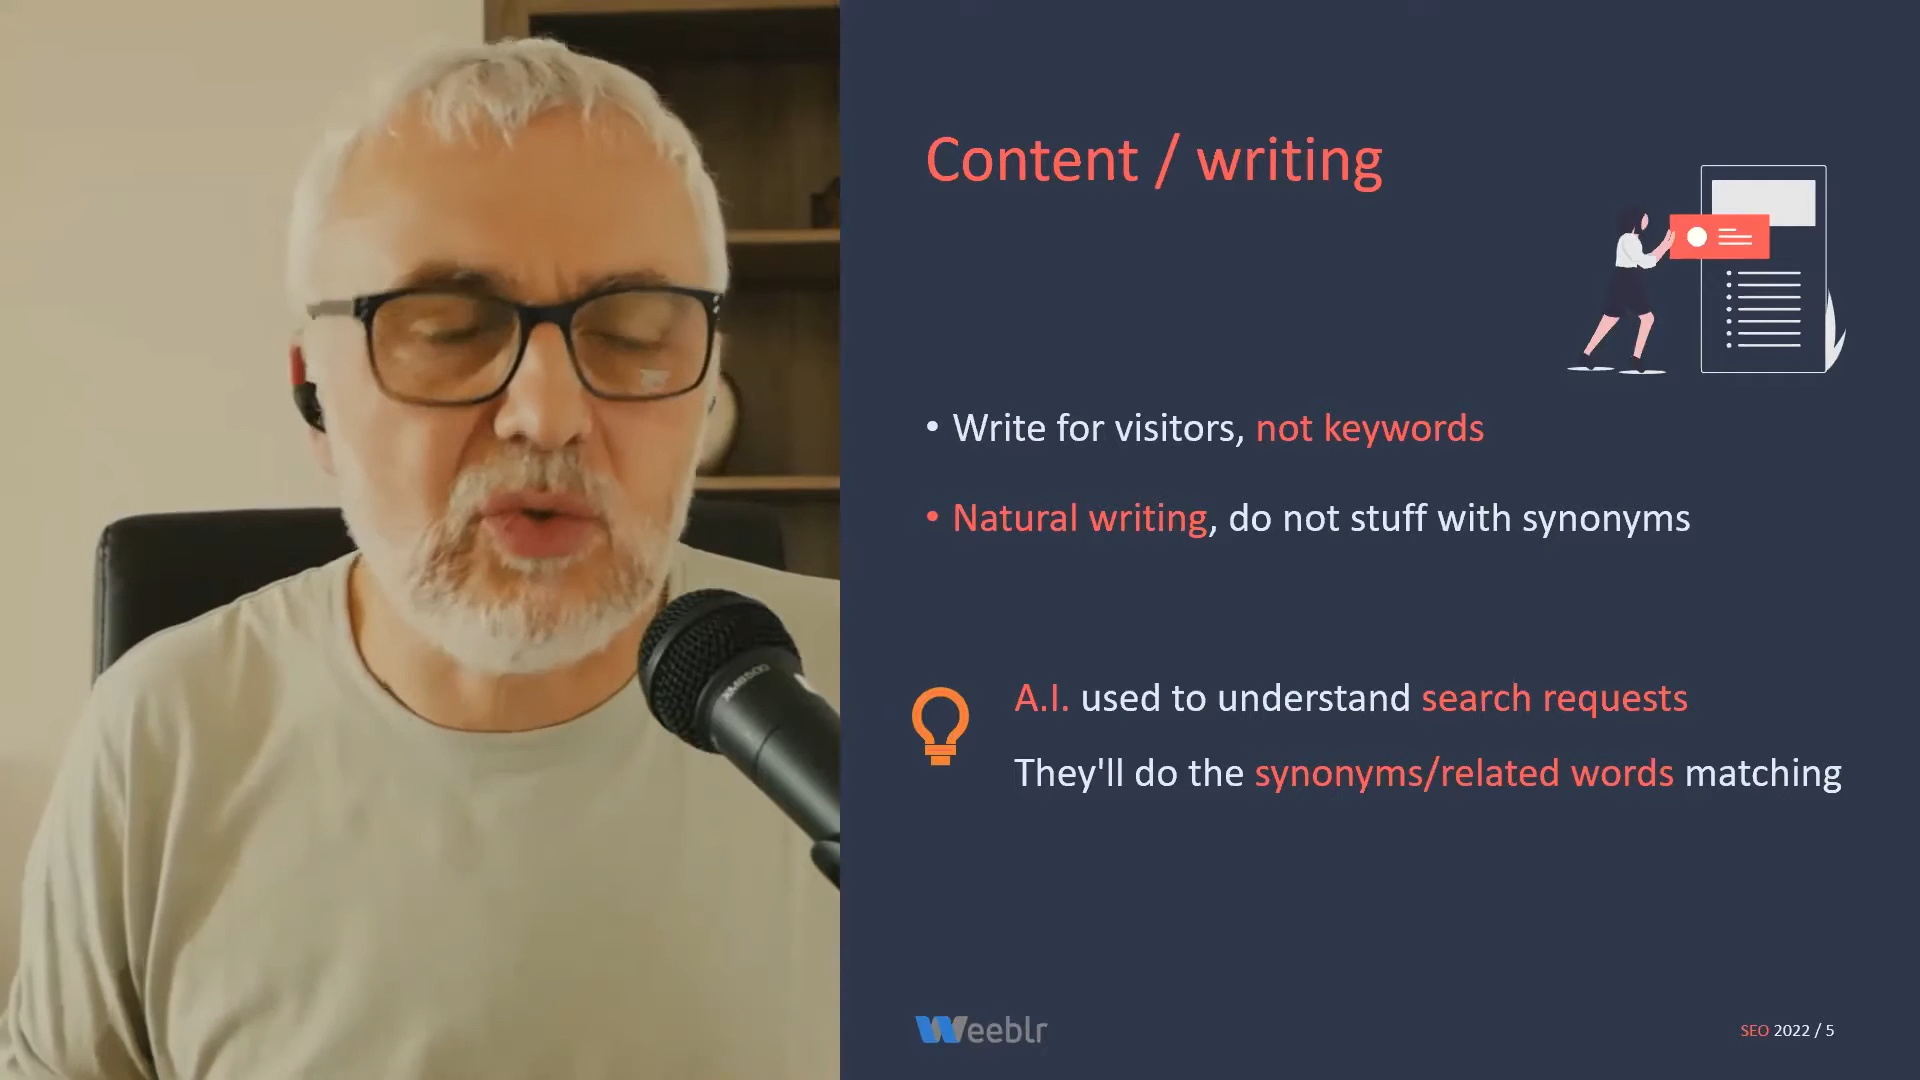 Content / writing
• Write for visitors, not keywords
• Natural writing, do not stuff with synonyms
A.I. used to understand search requests
They'll do the synonyms/related words matching
Weeblr
SEO 2022 / 5